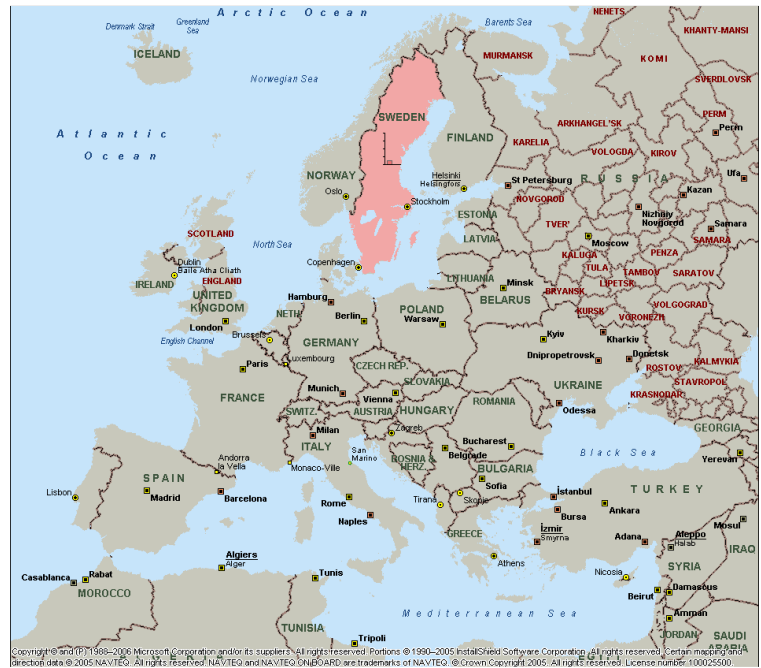 Arctic Ocean
Denmark Strait
Greenland
Sea
Barents Sea
NENETS
KHANTY-MANSI
ICELAND
MURMANSK
KOMI
Norwegian Sea
SVERDLOVSK
SWEDEN
PERM
Perm
ARKHANGEL'SK
Atlantic
Ocean
FINLAND
KARELIA
VOLOGDA
KIROV
NORWAY
Helsinki
Helsingfors
St Petersburg
RUSSIA
Ufa
Oslo
Stockholm
NOVGOROD
Kazan
ESTONIA
Nizhniy
Novgorod
TVER'
Samara
SCOTLAND
North Sea
LATVIA
Moscow
SAMARA
Dublin
Baile Atha Cliath
Copenhagen
KALUGA
PENZA
TULA
TAMBOV
SARATOV
IRELAND
ENGLAND
LITHUANIA
Minsk
LIPETSK
BRYANSK
UNITED
KINGDOM
Hamburg
BELARUS
VOLGOGRAD
NETH.
POLAND
KURSK
VORONEZH
London
Berlin
Warsaw
English Channel
Brussels
GERMANY
Kyiv
Kharkiv
Luxembourg
Dnipropetrovsk
Donetsk
Paris
CZECH REP.
KALMYKIA
ROSTOV
SLOVAKIA
STAVROPOL
FRANCE
Munich
Vienna
UKRAINE
KRASNODAR
SWITZ.
AUSTRIA
HUNGARY
ROMANIA
Odessa
Milan
Zagreb
GEORGIA
ITALY
Bucharest
San
Marino
BOSNIA &
HERZ.
Belgrade
Black Sea
Yerevan
Andorra
la Vella
Monaco-Ville
BULGARIA
SPAIN
Sofia
Lisbon
Madrid
Barcelona
Rome
Tirana
Skopje
İstanbul
TURKEY
Bursa
Ankara
Naples
Mosul
İzmir
Smyrna
GREECE
Adana
Aleppo
Halab
Algiers
Alger
Athens
IRAQ
SYRIA
Casablanca
Rabat
Tunis
Nicosia
MOROCCO
Beirut
Damascus
Mediterranean Sea
Amman
TUNISIA
JORDAN
SAUDI
ARABIA
Tripoli
ALGERIA
EGYPT
Copyright © and (P) 1988–2006 Microsoft Corporation and/or its suppliers. All rights reserved. Portions © 1990–2005 InstallShield Software Corporation. All rights reserved. Certain mapping and
direction data © 2005 NAVTEQ. All rights reserved. NAVTEQ and NAVTEQ ON BOARD are trademarks of NAVTEQ. © Crown Copyright 2005. All rights reserved. License number 100025500.